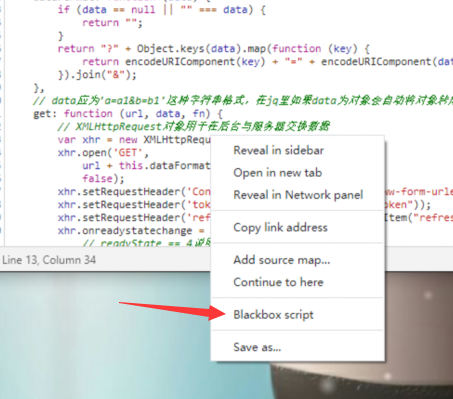 if (data == null || "" === data) {
return "";
}
return "?" + Object.keys(data).map(function (key) {
return encodeURIComponent(key) + "=" + encodeURIComponent(dat
}).join("&");
},
// data应为'a=a1&b=b1'这种字符串格式，在jq里如果data为对象会自动将对象转成
get: function (url, data, fn) {
// XMLHttpRequest对象用于在后台与服务器交换数据
var xhr = new XMLHttpReque
xhr.open('GET',
url + this.dataFormat
false);
xhr.setRequestHeader('Con w-form-urle
xhr.setRequestHeader('tok ken"));
xhr.setRequestHeader('ref Item("refres
xhr.onreadystatechange =
// readyState == 4说明
Line 13, Column 34
Reveal in sidebar
Open in new tab
Reveal in Network panel
Copy link address
Add source map...
Continue to here
Blackbox script
Save as...